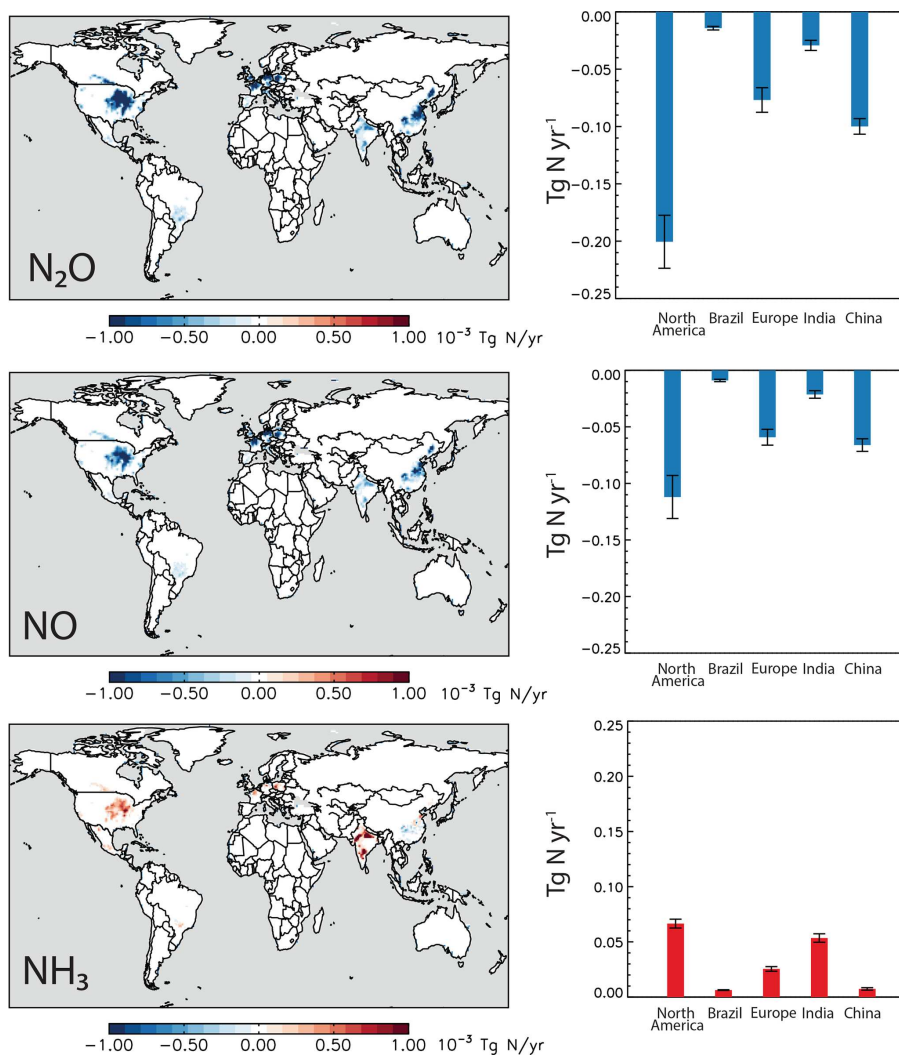 N₂O
−1.00 −0.50 0.00 0.50 1.00 10⁻³ Tg N/yr
Tg N yr⁻¹
0.00
−0.05
−0.10
−0.15
−0.20
−0.25
North America Brazil Europe India China
NO
−1.00 −0.50 0.00 0.50 1.00 10⁻³ Tg N/yr
Tg N yr⁻¹
0.00
−0.05
−0.10
−0.15
−0.20
−0.25
North America Brazil Europe India China
NH₃
−1.00 −0.50 0.00 0.50 1.00 10⁻³ Tg N/yr
Tg N yr⁻¹
0.25
0.20
0.15
0.10
0.05
0.00
North America Brazil Europe India China